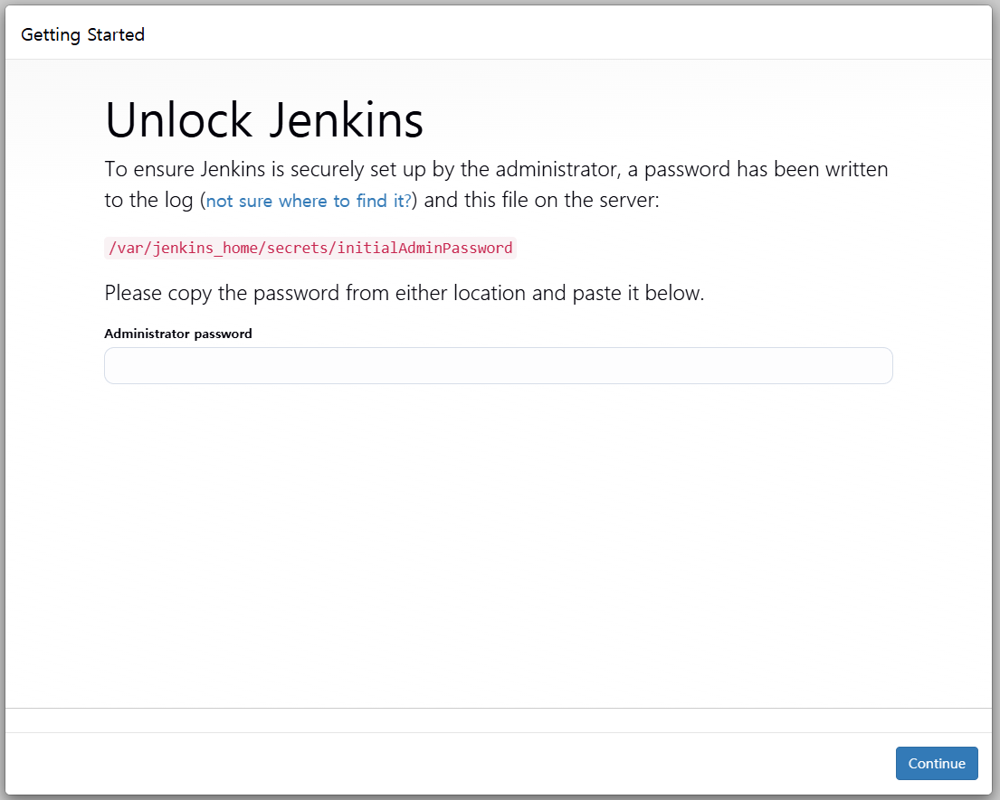 Getting Started
Unlock Jenkins
To ensure Jenkins is securely set up by the administrator, a password has been written
to the log (not sure where to find it?) and this file on the server:
/var/jenkins_home/secrets/initialAdminPassword
Please copy the password from either location and paste it below.
Administrator password
Continue